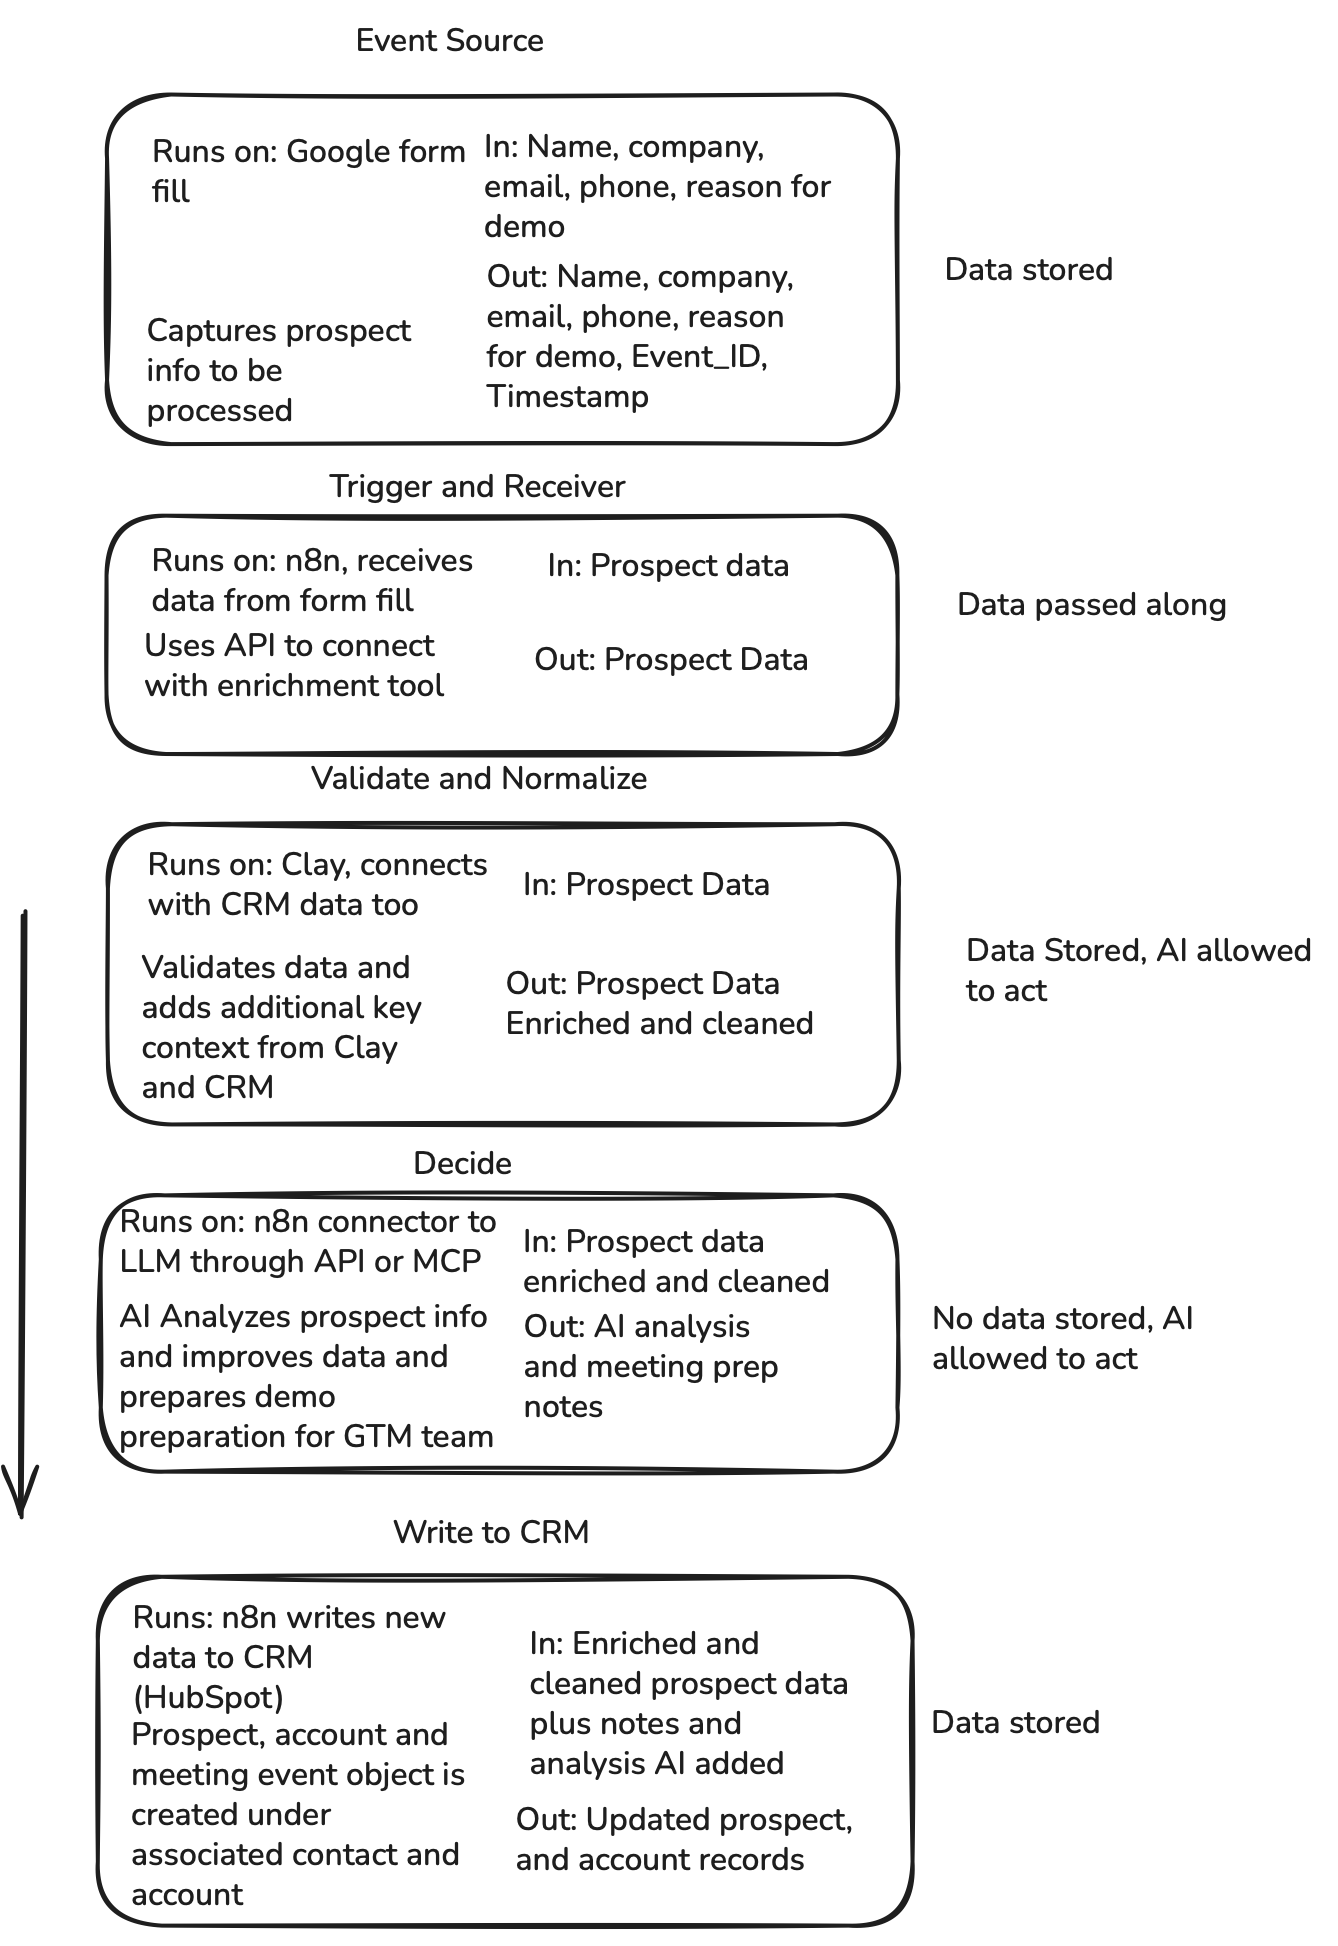 Event Source
Runs on: Google form
fill
Captures prospect
info to be
processed
In: Name, company,
email, phone, reason for
demo
Out: Name, company,
email, phone, reason
for demo, Event_ID,
Timestamp
Data stored
Trigger and Receiver
Runs on: n8n, receives
data from form fill
Uses API to connect
with enrichment tool
In: Prospect data
Out: Prospect Data
Data passed along
Validate and Normalize
Runs on: Clay, connects
with CRM data too
Validates data and
adds additional key
context from Clay
and CRM
In: Prospect Data
Out: Prospect Data
Enriched and cleaned
Data Stored, AI allowed
to act
Decide
Runs on: n8n connector to
LLM through API or MCP
AI Analyzes prospect info
and improves data and
prepares demo
preparation for GTM team
In: Prospect data
enriched and cleaned
Out: AI analysis
and meeting prep
notes
No data stored, AI
allowed to act
Write to CRM
Runs: n8n writes new
data to CRM
(HubSpot)
Prospect, account and
meeting event object is
created under
associated contact and
account
In: Enriched and
cleaned prospect data
plus notes and
analysis AI added
Out: Updated prospect,
and account records
Data stored